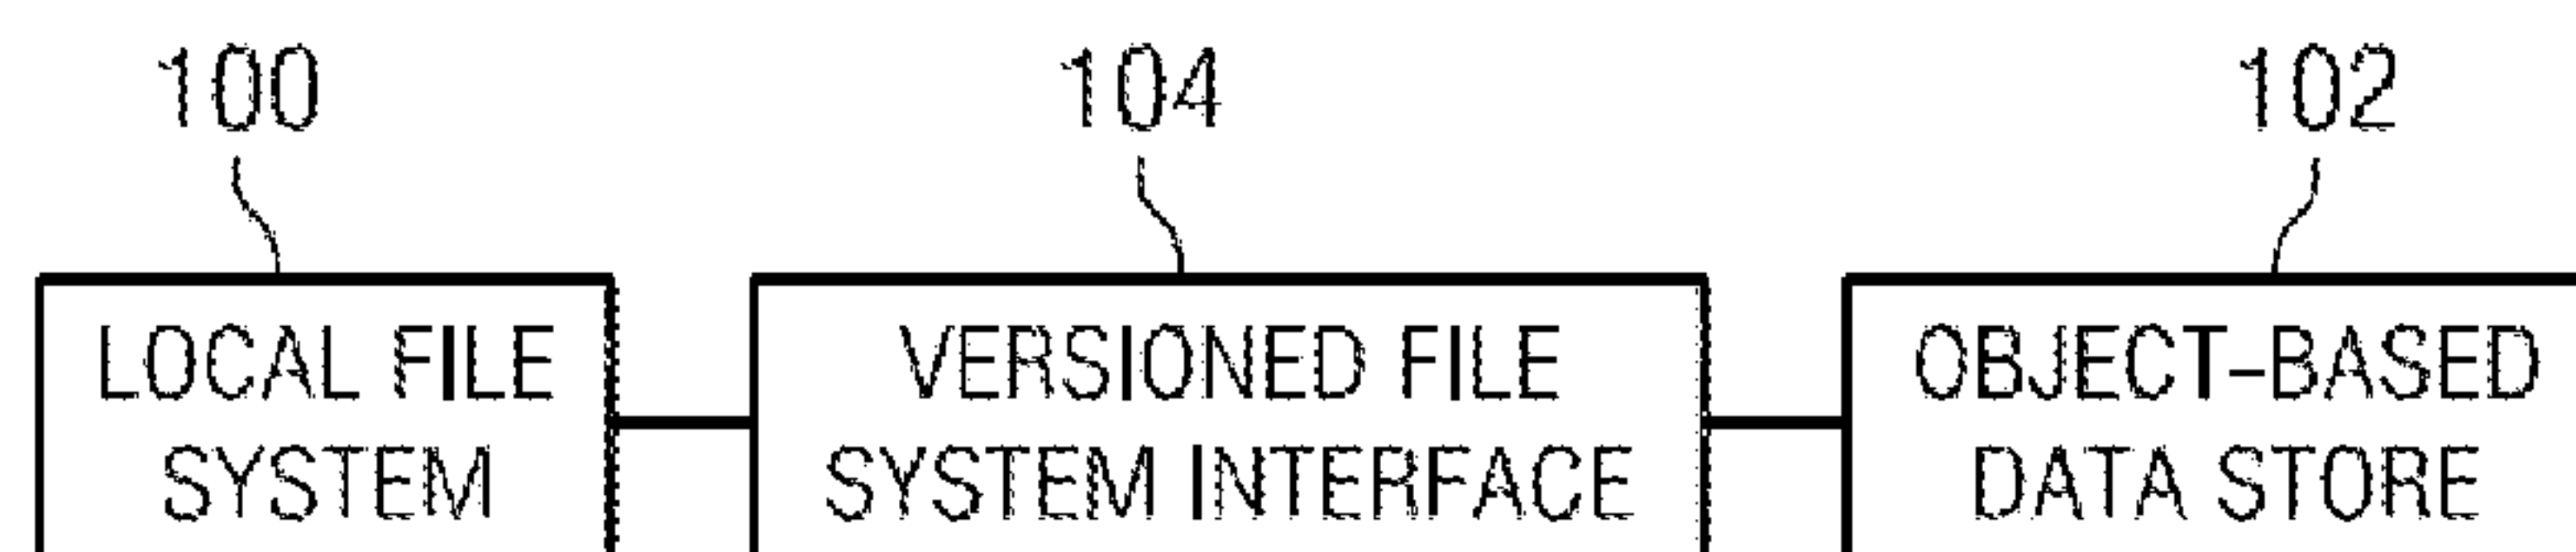 100
104
102
LOCAL FILE
SYSTEM
VERSIONED FILE
SYSTEM INTERFACE
OBJECT-BASED
DATA STORE